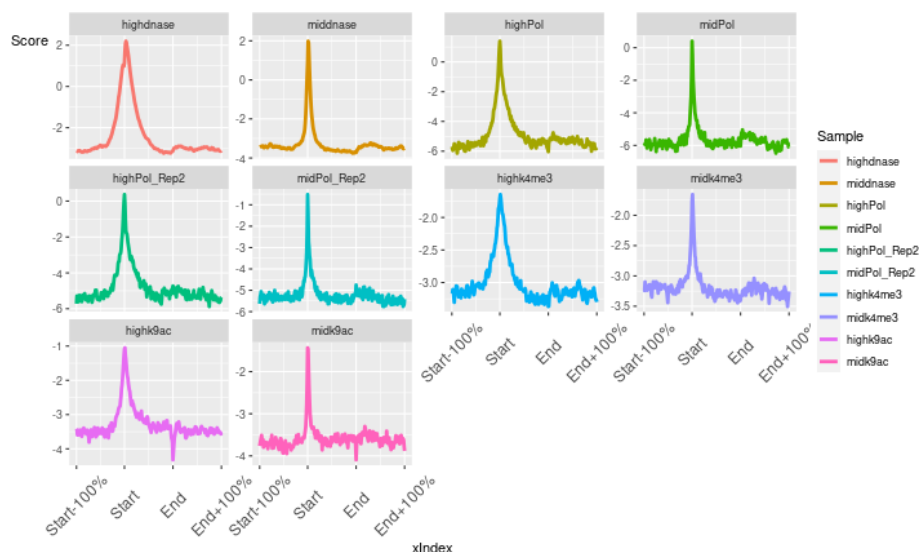 Score
highdnase
middnase
highPol
midPol
2
0
-2
2
0
-2
-4
0
-2
-4
-6
0
-2
-4
-6
highPol_Rep2
midPol_Rep2
highk4me3
midk4me3
0
-2
-4
-6
-1
-2
-3
-4
-5
-6
-2.0
-2.5
-3.0
-2.0
-2.5
-3.0
-3.5
highk9ac
midk9ac
-1
-2
-3
-4
-2
-3
-4
Start-100%
Start
End
End+100%
Start-100%
Start
End
End+100%
Start-100%
Start
End
End+100%
Start-100%
Start
End
End+100%
xIndex
Sample
highdnase
middnase
highPol
midPol
highPol_Rep2
midPol_Rep2
highk4me3
midk4me3
highk9ac
midk9ac